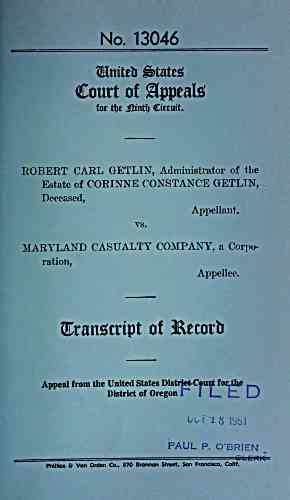 No. 13046
United States
Court of Appeals
for the Ninth Circuit.
ROBERT CARL GETLIN, Administrator of the
Estate of CORINNE CONSTANCE GETLIN,
Deceased,
Appellant,
vs.
MARYLAND CASUALTY COMPANY, a Corpo-
ration,
Appellee.
Transcript of Record
Appeal from the United States District Court for the
District of Oregon
FILED
18 1951
PAUL P. O'BRIEN
CLERK
Phillips & Van Orden Co., 870 Brannan Street, San Francisco, Calif.